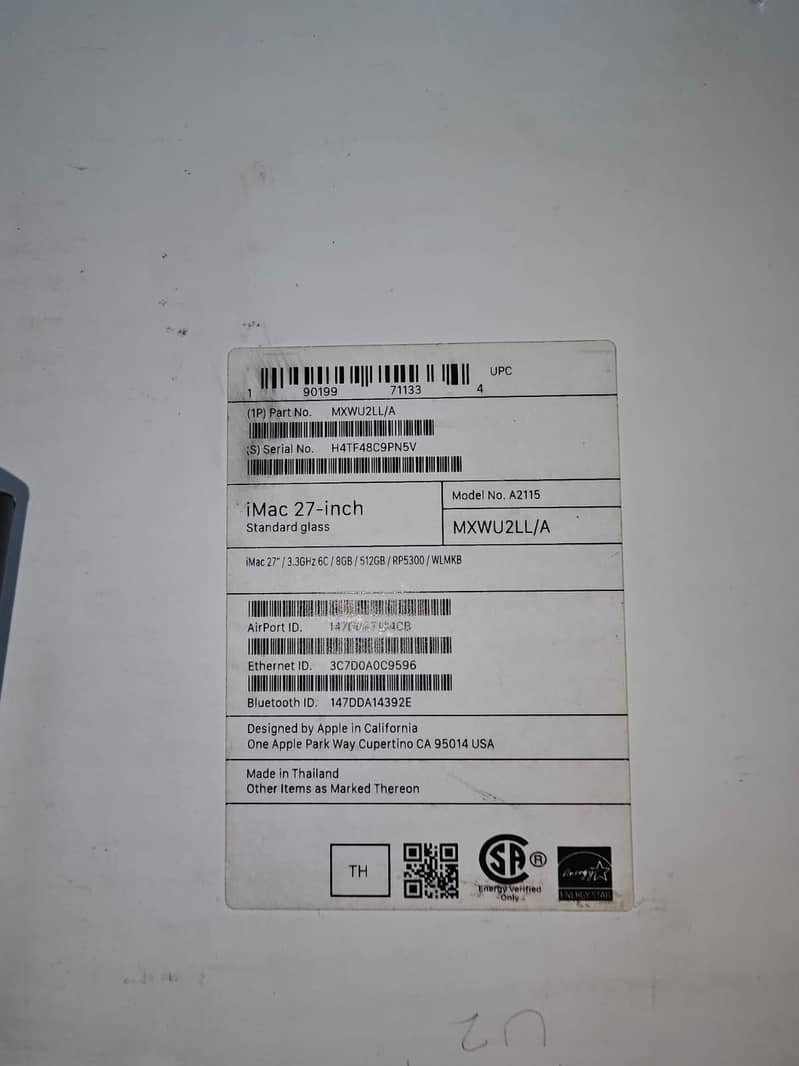 UPC
1 90199 71133 4
(1P) Part No. MXWU2LL/A
(S) Serial No. H4TF48C9PN5V
iMac 27-inch
Standard glass
Model No. A2115
MXWU2LL/A
iMac 27"/3.3GHz 6C/8GB/512GB/RP5300/WLMKB
AirPort ID.
Ethernet ID. 3C7D0A0C9596
Bluetooth ID. 147DDA14392E
Designed by Apple in California
One Apple Park Way Cupertino CA 95014 USA
Made in Thailand
Other Items as Marked Thereon
TH
SA ®
Energy Verified
Only
energy
ENERGY STAR